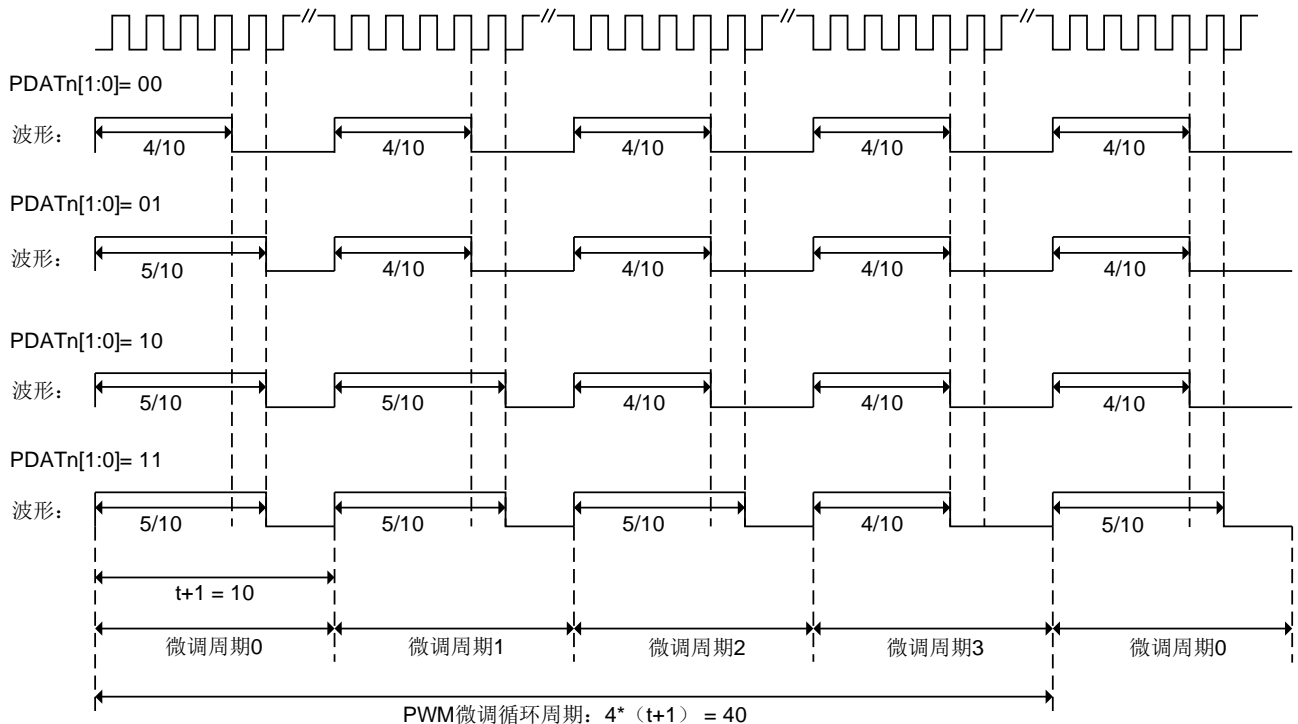 PDATn[1:0]= 00
波形：
4/10 4/10 4/10 4/10 4/10
PDATn[1:0]= 01
波形：
5/10 4/10 4/10 4/10 4/10
PDATn[1:0]= 10
波形：
5/10 5/10 4/10 4/10 4/10
PDATn[1:0]= 11
波形：
5/10 5/10 5/10 4/10 5/10
t+1 = 10
微调周期0 微调周期1 微调周期2 微调周期3 微调周期0
PWM微调循环周期：4*（t+1） = 40